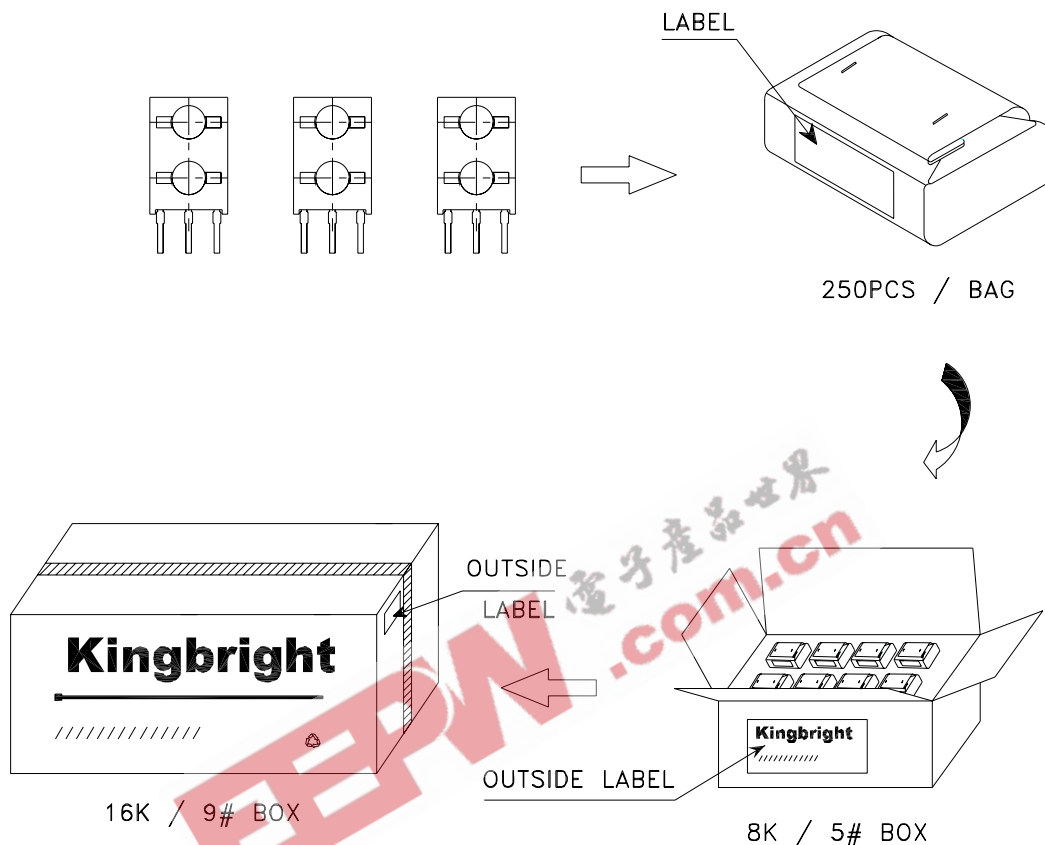 LABEL
250PCS / BAG
電子產品世界
EEPW.com.cn
OUTSIDE
LABEL
Kingbright
16K / 9# BOX
Kingbright
OUTSIDE LABEL
8K / 5# BOX